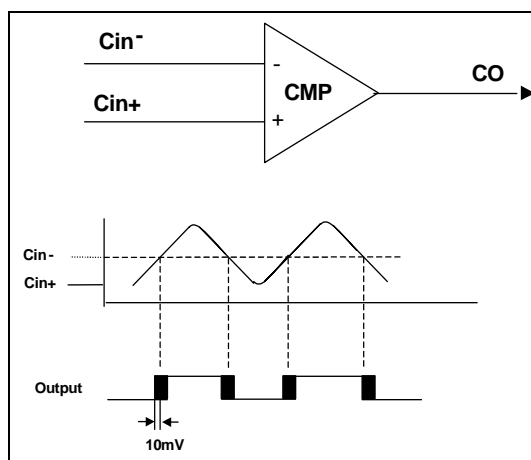 Cin-
-
CMP
CO
Cin+
+
Cin-
Cin+
Output
10mV